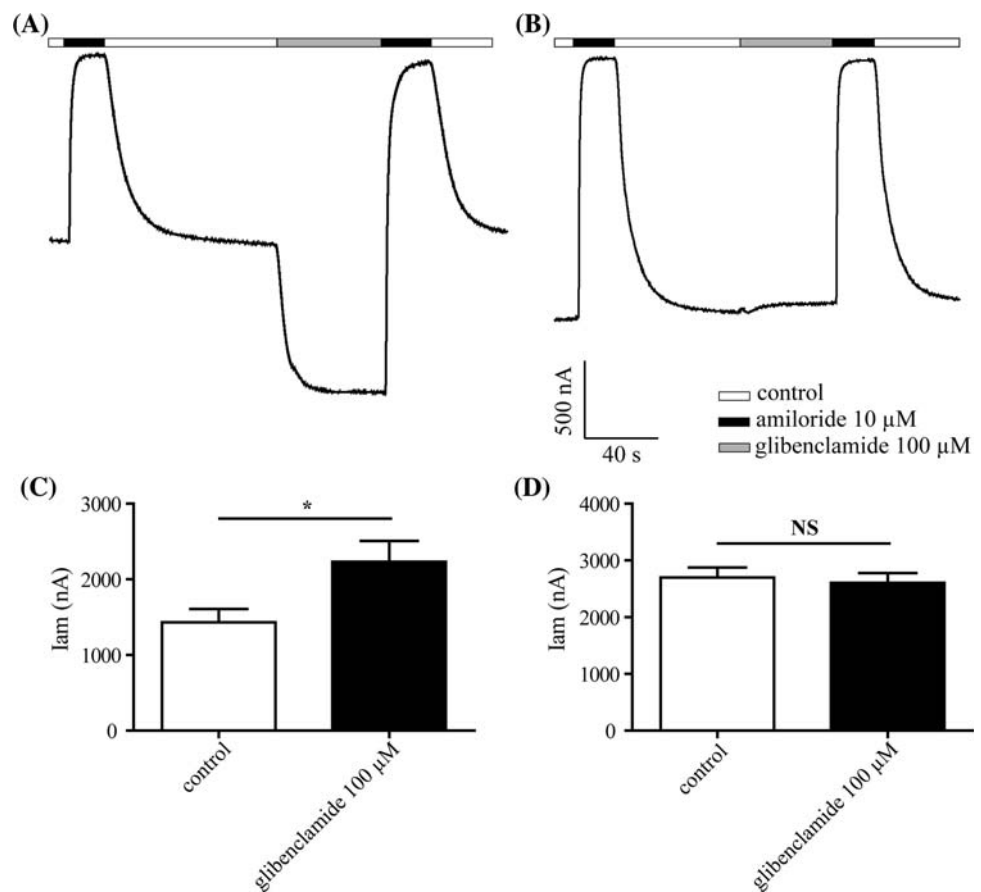 (A)
(B)
500 nA
40 s
control
amiloride 10 µM
glibenclamide 100 µM
(C)
3000
2000
1000
0
Iam (nA)
*
control
glibenclamide 100 µM
(D)
4000
3000
2000
1000
0
Iam (nA)
NS
control
glibenclamide 100 µM